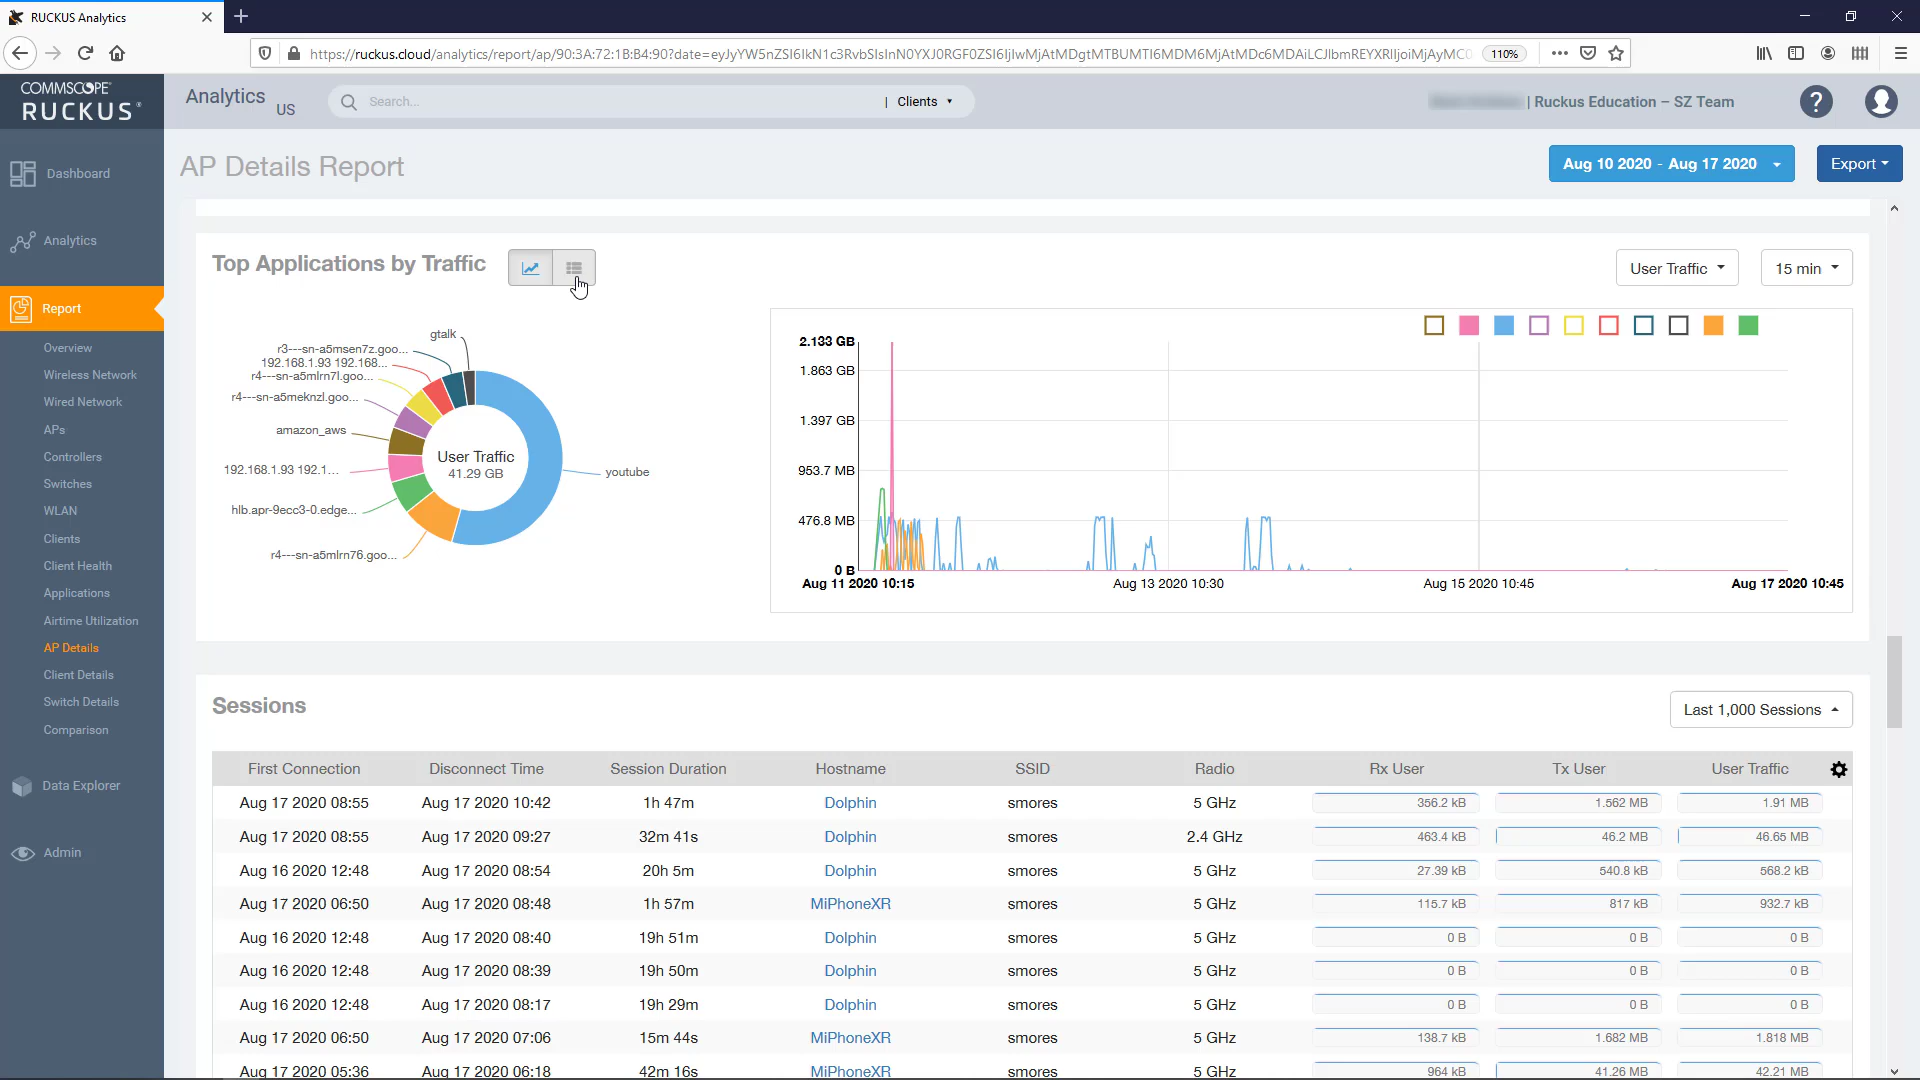 RUCKUS Analytics
https://ruckus.cloud/analytics/report/ap/90:3A:72:1B:B4:90?date=
110%
COMMSCOPE
RUCKUS
Analytics US
Search...
| Clients
| Ruckus Education – SZ Team
?
Dashboard
Analytics
Report
Overview
Wireless Network
Wired Network
APs
Controllers
Switches
WLAN
Clients
Client Health
Applications
Airtime Utilization
AP Details
Client Details
Switch Details
Comparison
Data Explorer
Admin
AP Details Report
Aug 10 2020 - Aug 17 2020
Export
Top Applications by Traffic
User Traffic
15 min
gtalk
r3---sn-a5msen7z.goo...
192.168.1.93 192.168...
r4---sn-a5mlrn7l.goo...
r4---sn-a5meknzl.goo...
amazon_aws
192.168.1.93 192.1...
hlb.apr-9ecc3-0.edge...
r4---sn-a5mlrn76.goo...
youtube
User Traffic
41.29 GB
2.133 GB
1.863 GB
1.397 GB
953.7 MB
476.8 MB
0 B
Aug 11 2020 10:15
Aug 13 2020 10:30
Aug 15 2020 10:45
Aug 17 2020 10:45
Sessions
Last 1,000 Sessions
First Connection Disconnect Time Session Duration Hostname SSID Radio Rx User Tx User User Traffic
Aug 17 2020 08:55 Aug 17 2020 10:42 1h 47m Dolphin smores 5 GHz 356.2 kB 1.562 MB 1.91 MB
Aug 17 2020 08:55 Aug 17 2020 09:27 32m 41s Dolphin smores 2.4 GHz 463.4 kB 46.2 MB 46.65 MB
Aug 16 2020 12:48 Aug 17 2020 08:54 20h 5m Dolphin smores 5 GHz 27.39 kB 540.8 kB 568.2 kB
Aug 17 2020 06:50 Aug 17 2020 08:48 1h 57m MiPhoneXR smores 5 GHz 115.7 kB 817 kB 932.7 kB
Aug 16 2020 12:48 Aug 17 2020 08:40 19h 51m Dolphin smores 5 GHz 0 B 0 B 0 B
Aug 16 2020 12:48 Aug 17 2020 08:39 19h 50m Dolphin smores 5 GHz 0 B 0 B 0 B
Aug 16 2020 12:48 Aug 17 2020 08:17 19h 29m Dolphin smores 5 GHz 0 B 0 B 0 B
Aug 17 2020 06:50 Aug 17 2020 07:06 15m 44s MiPhoneXR smores 5 GHz 138.7 kB 1.682 MB 1.818 MB
Aug 17 2020 05:36 Aug 17 2020 06:18 42m 16s MiPhoneXR smores 5 GHz 964 kB 41.26 MB 42.21 MB